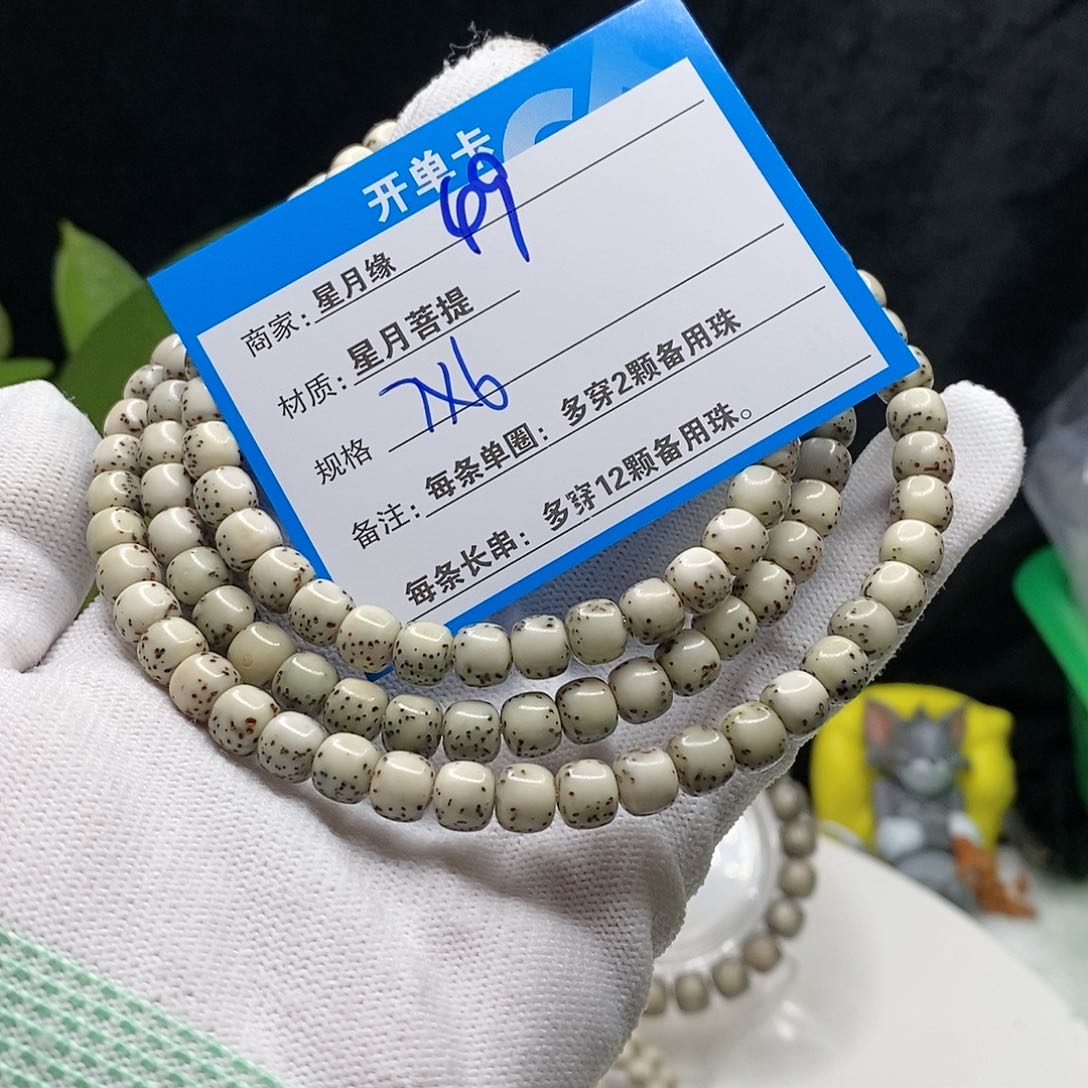 开单卡
69
商家：星月缘
材质：星月菩提
规格 7X6
备注：每条单圈：多穿2颗备用珠
每条长串：多穿12颗备用珠。